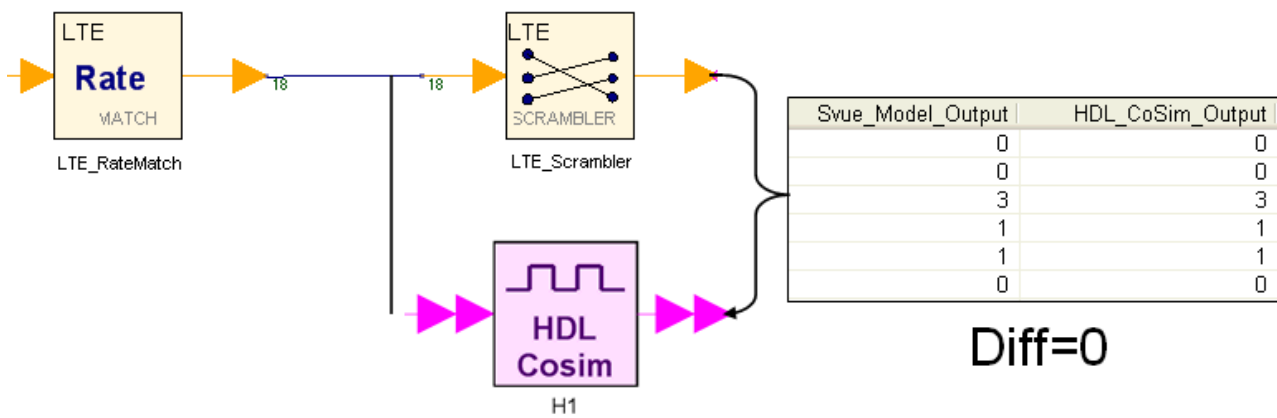 LTE
Rate
MATCH
LTE_RateMatch
18
18
LTE
SCRAMBLER
LTE_Scrambler
Svue_Model_Output HDL_CoSim_Output
0 0
0 0
3 3
1 1
1 1
0 0
Diff=0
HDL
Cosim
H1